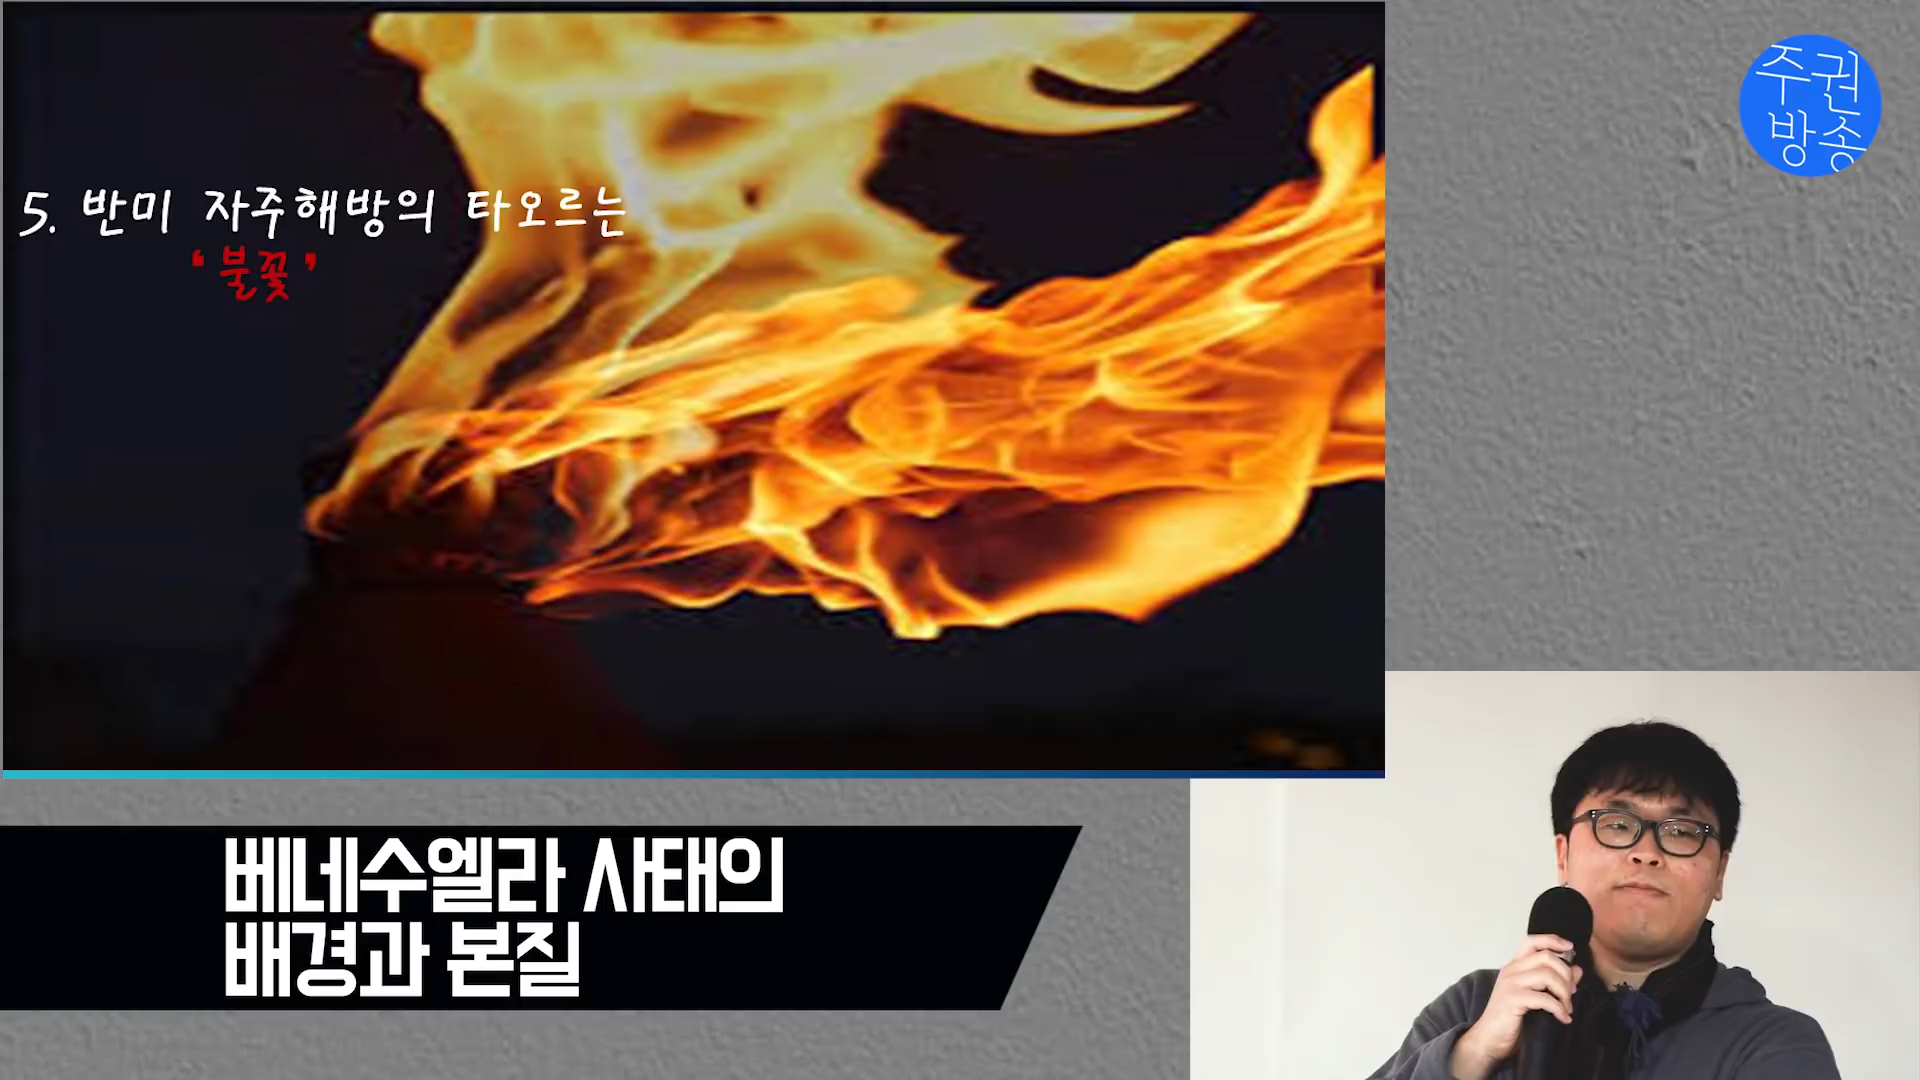 5. 반미 자주해방의 타오르는
“불꽃”
주권
방송
베네수엘라 사태의
배경과 본질